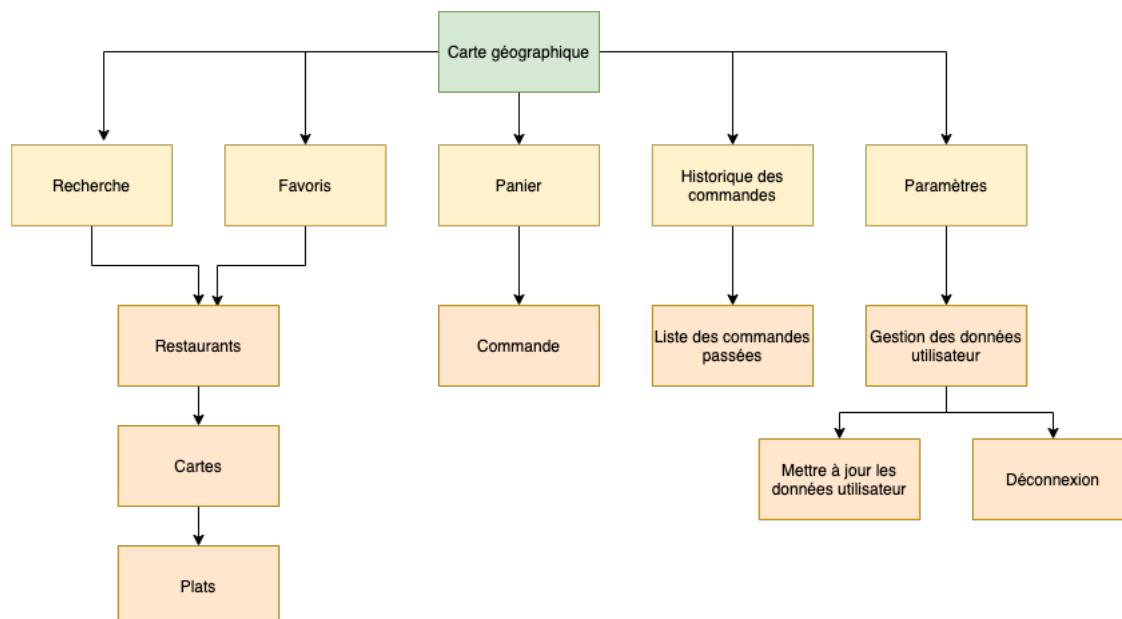 Carte géographique
Recherche
Favoris
Panier
Historique des
commandes
Paramètres
Restaurants
Commande
Liste des commandes
passées
Gestion des données
utilisateur
Cartes
Mettre à jour les
données utilisateur
Déconnexion
Plats